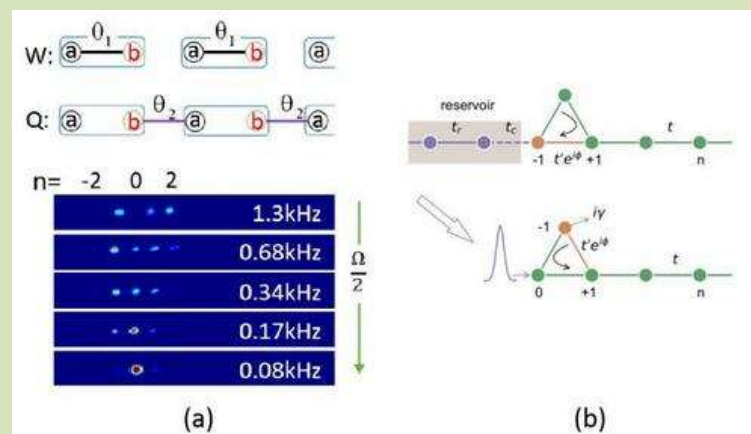 W: a θ₁ b a θ₁ b a
Q: a b θ₂ a b θ₂ a
n= -2 0 2
1.3kHz
0.68kHz
0.34kHz
0.17kHz
0.08kHz
Ω/2
(a)
reservoir
tᵣ t꜀ t
-1 t'e^{iϕ} +1 n
-1 iγ
t'e^{iϕ} t
0 +1 n
(b)